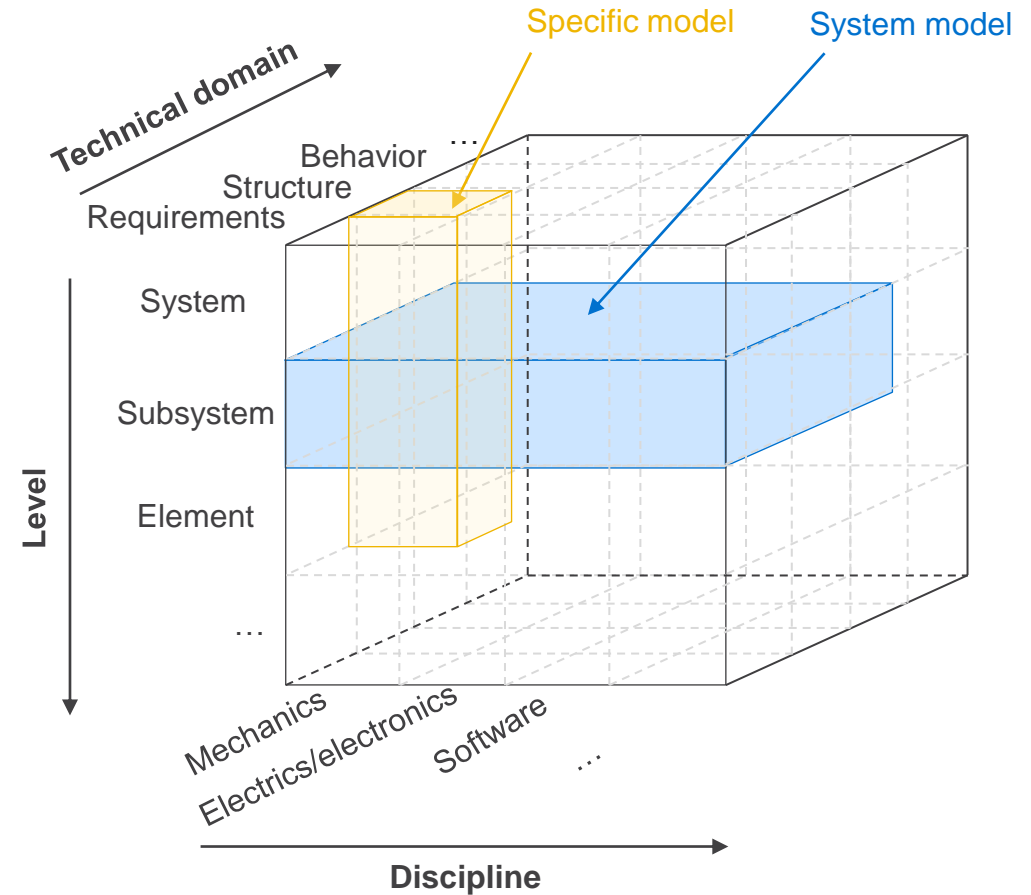 Specific model
System model
Technical domain
…
Behavior
Structure
Requirements
System
Subsystem
Element
…
Level
Mechanics
Electrics/electronics
Software
…
Discipline